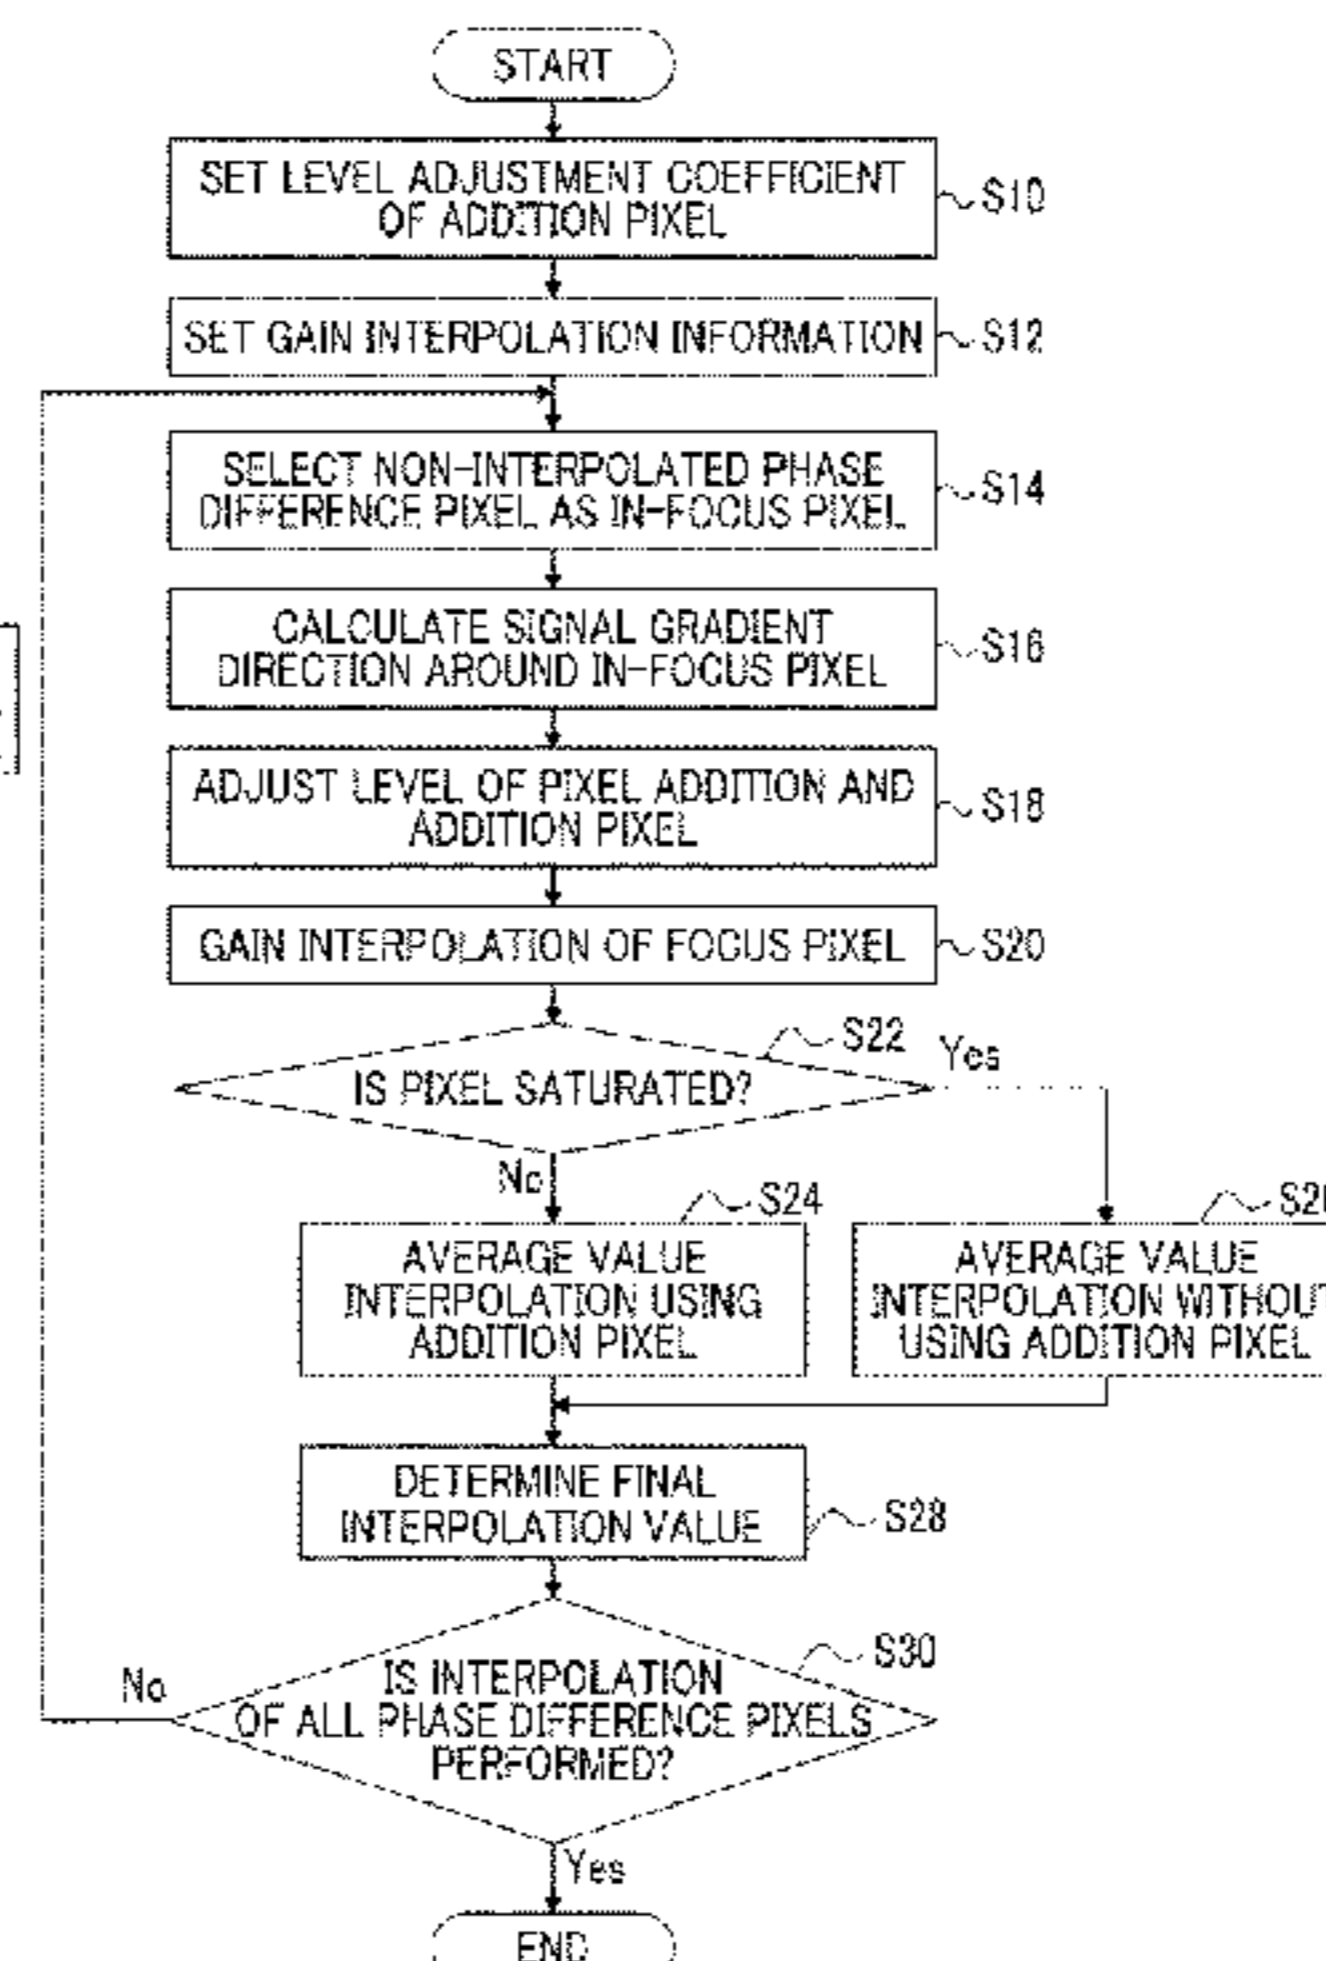 START
SET LEVEL ADJUSTMENT COEFFICIENT
OF ADDITION PIXEL
S10
SET GAIN INTERPOLATION INFORMATION
S12
SELECT NON-INTERPOLATED PHASE
DIFFERENCE PIXEL AS IN-FOCUS PIXEL
S14
CALCULATE SIGNAL GRADIENT
DIRECTION AROUND IN-FOCUS PIXEL
S16
ADJUST LEVEL OF PIXEL ADDITION AND
ADDITION PIXEL
S18
GAIN INTERPOLATION OF FOCUS PIXEL
S20
S22
Yes
IS PIXEL SATURATED?
No
S24
AVERAGE VALUE
INTERPOLATION USING
ADDITION PIXEL
AVERAGE VALUE
INTERPOLATION WITHOUT
USING ADDITION PIXEL
DETERMINE FINAL
INTERPOLATION VALUE
S28
S30
No
IS INTERPOLATION
OF ALL PHASE DIFFERENCE PIXELS
PERFORMED?
Yes
END